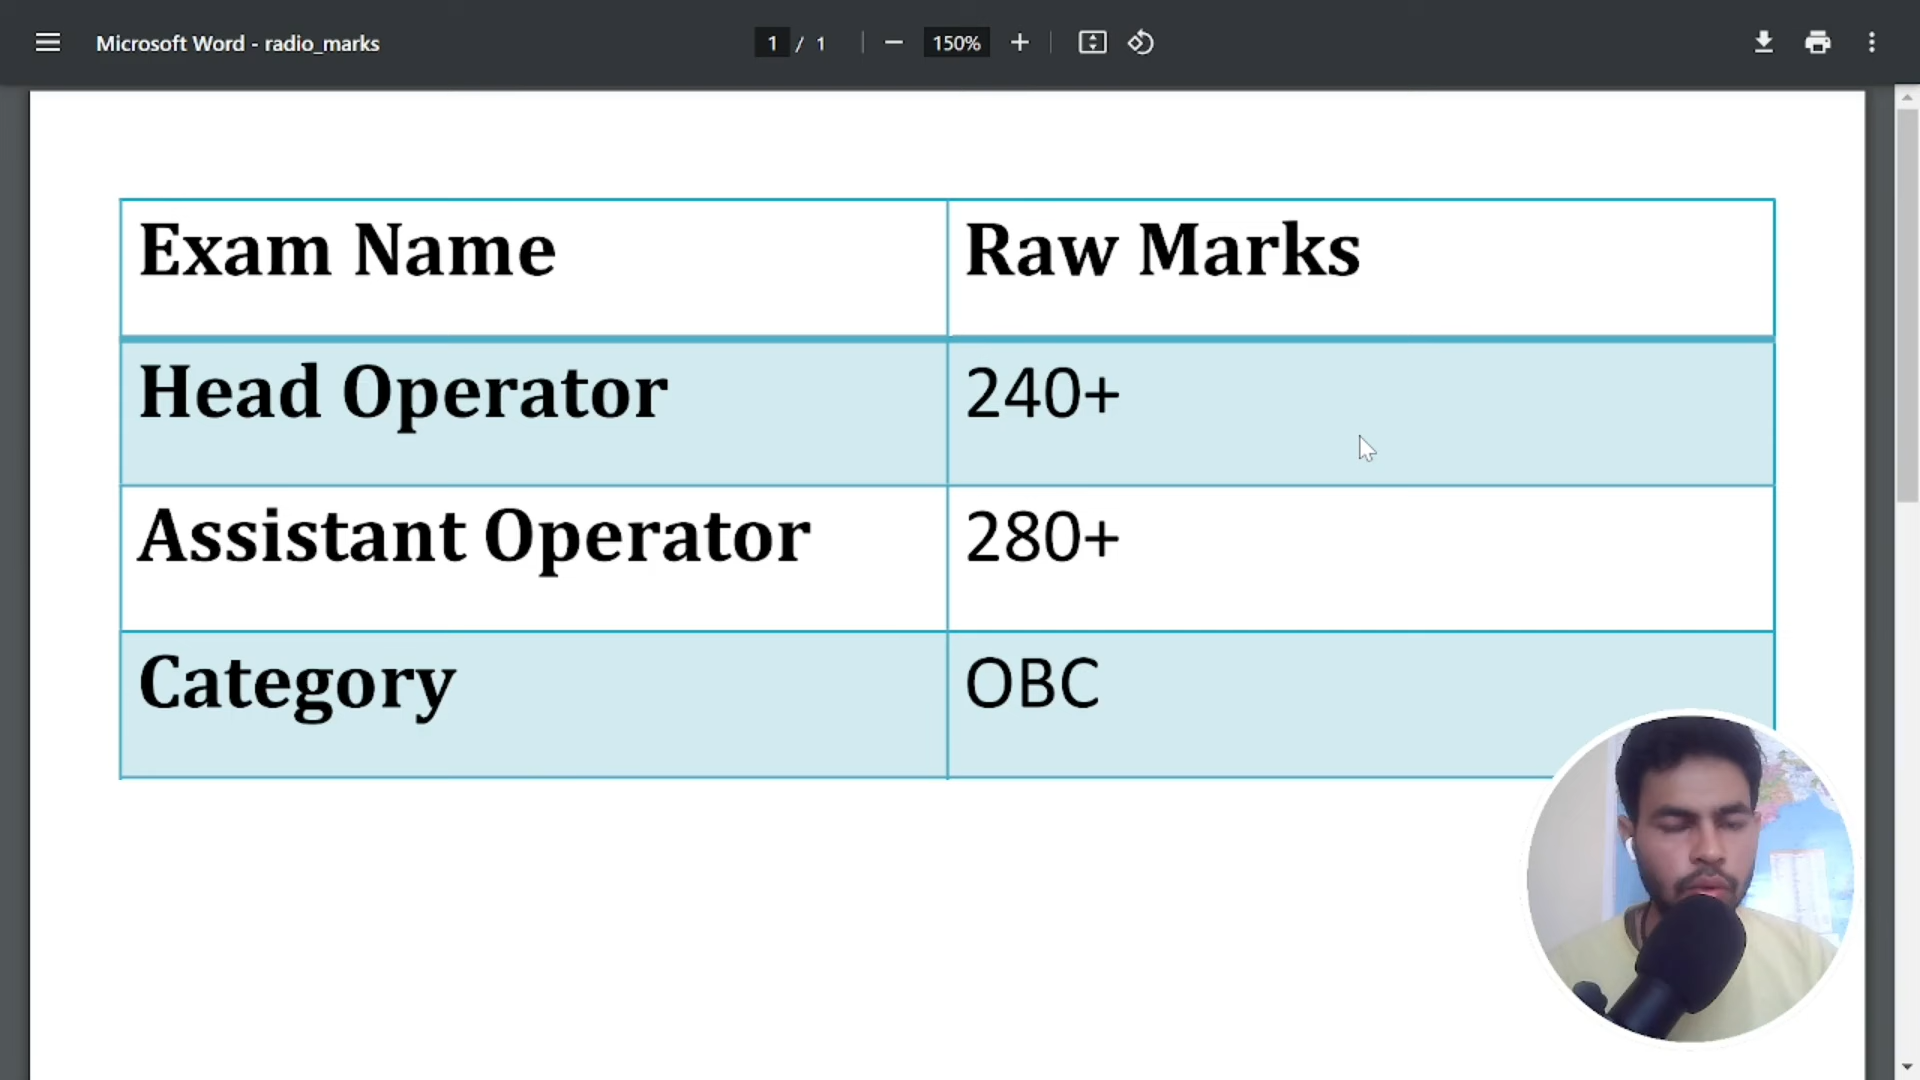 Microsoft Word - radio_marks
1 / 1
150%
Exam Name
Raw Marks
Head Operator
240+
Assistant Operator
280+
Category
OBC